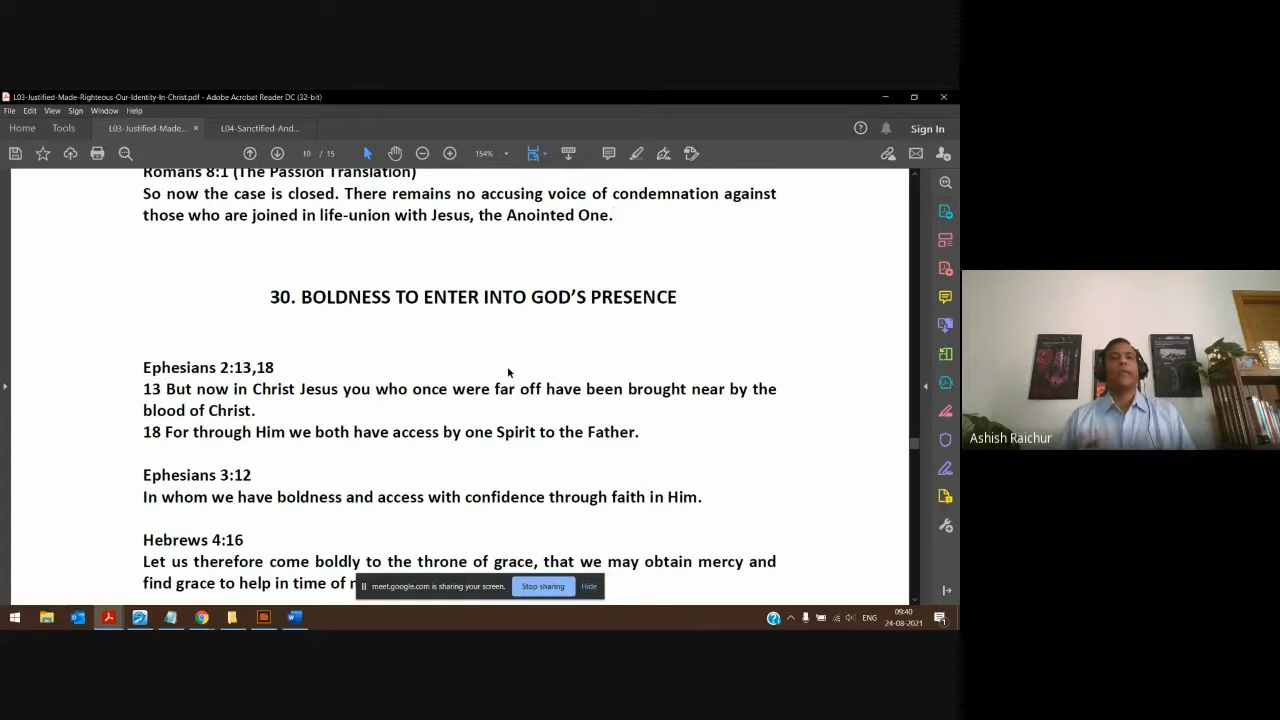 L03-Justified-Made-Righteous-Our-Identity-In-Christ.pdf - Adobe Acrobat Reader DC (32-bit)
File Edit View Sign Window Help
Home Tools L03-Justified-Made... × L04-Sanctified-And... Sign In
10 / 15 154%
Romans 8:1 (The Passion Translation)
So now the case is closed. There remains no accusing voice of condemnation against
those who are joined in life-union with Jesus, the Anointed One.
30. BOLDNESS TO ENTER INTO GOD'S PRESENCE
Ephesians 2:13,18
13 But now in Christ Jesus you who once were far off have been brought near by the
blood of Christ.
18 For through Him we both have access by one Spirit to the Father.
Ephesians 3:12
In whom we have boldness and access with confidence through faith in Him.
Hebrews 4:16
Let us therefore come boldly to the throne of grace, that we may obtain mercy and
find grace to help in time of
meet.google.com is sharing your screen. Stop sharing Hide
Ashish Raichur
ENG 09:40
24-08-2021